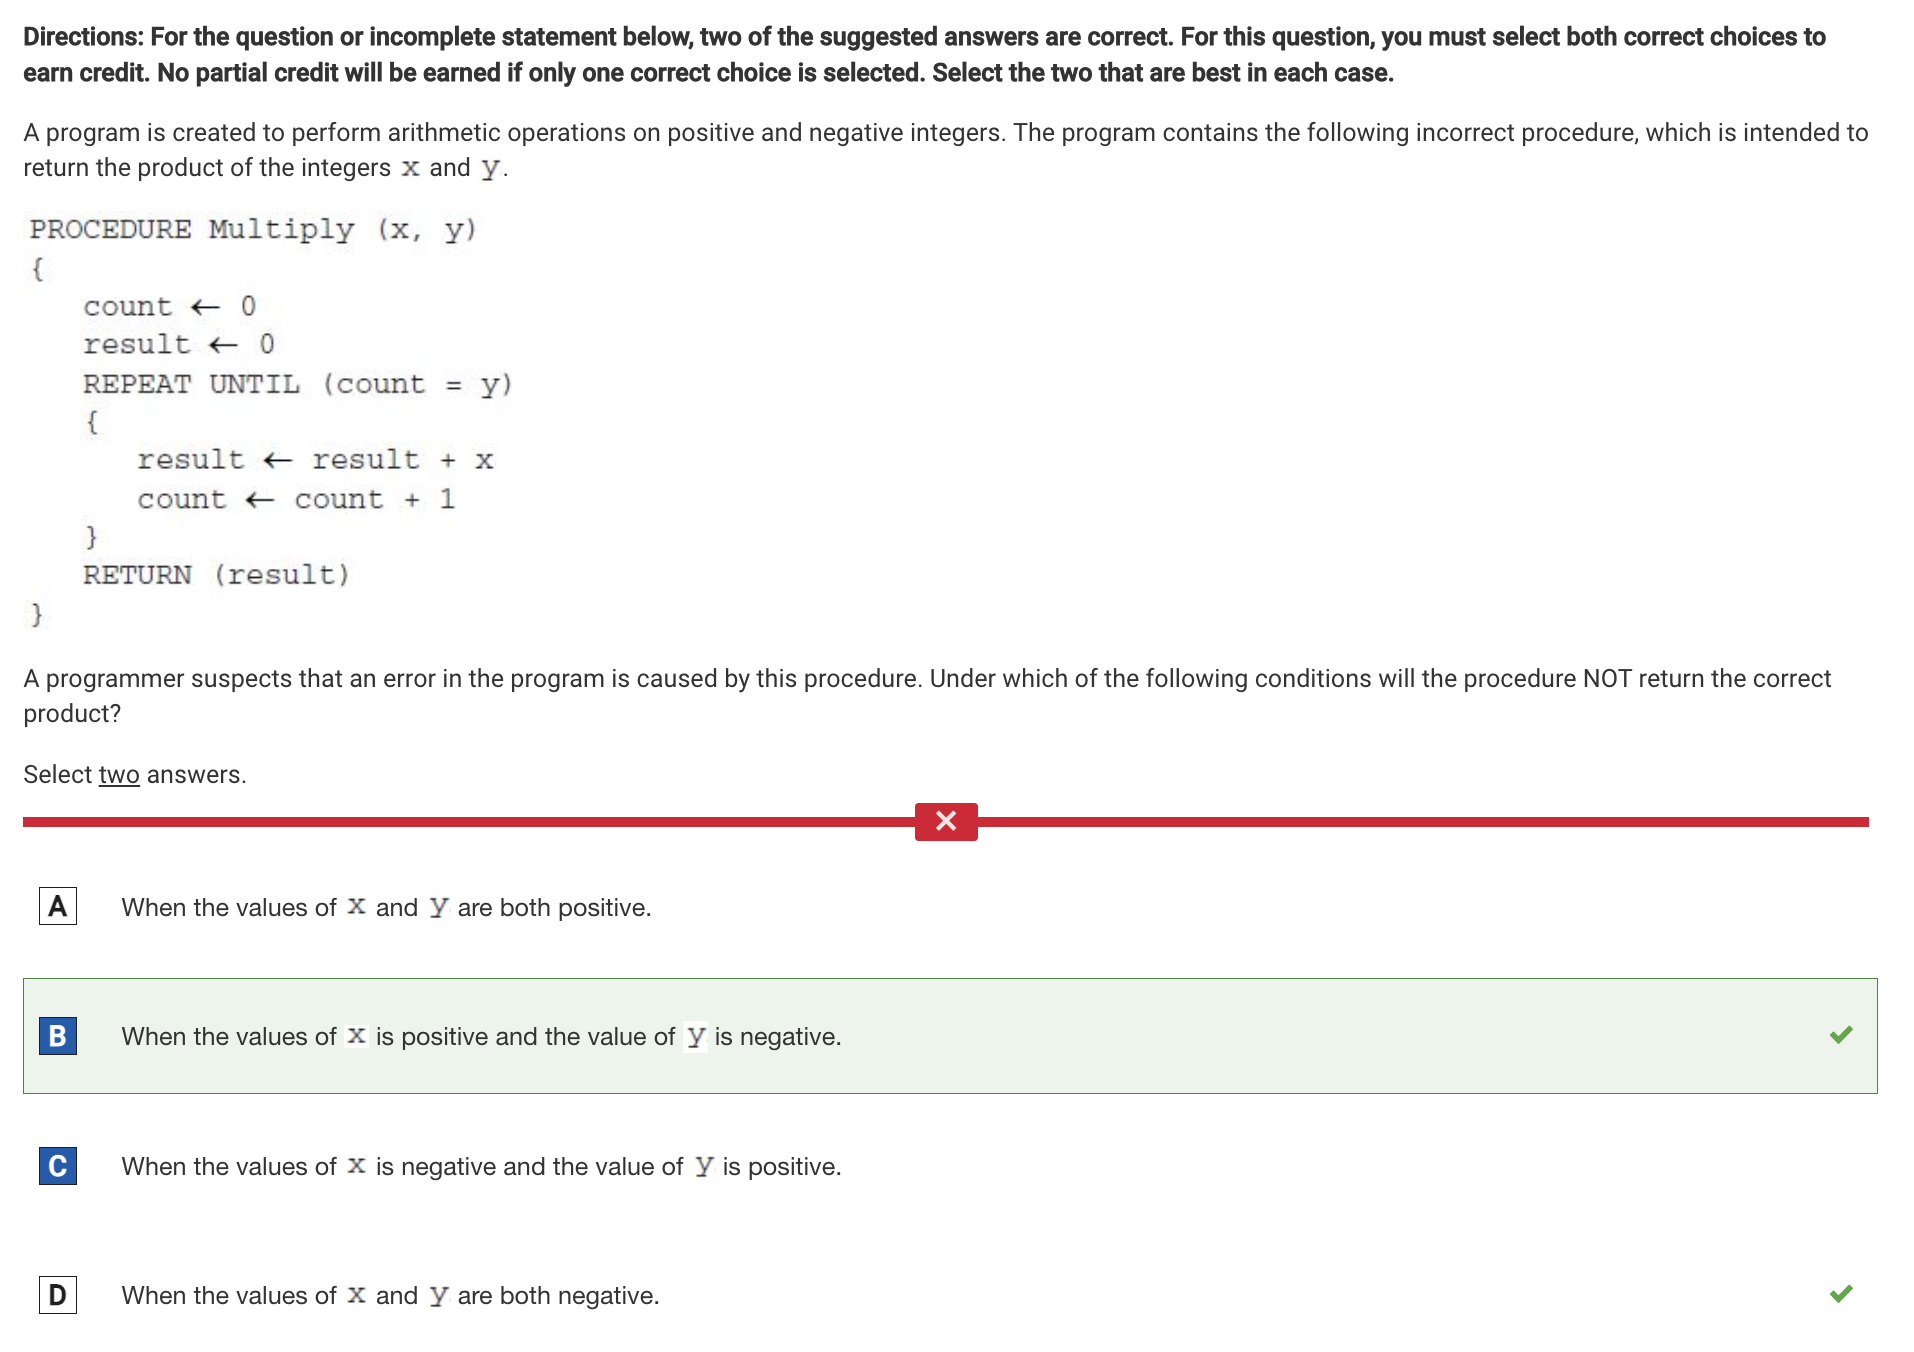 Directions: For the question or incomplete statement below, two of the suggested answers are correct. For this question, you must select both correct choices to
earn credit. No partial credit will be earned if only one correct choice is selected. Select the two that are best in each case.
A program is created to perform arithmetic operations on positive and negative integers. The program contains the following incorrect procedure, which is intended to
return the product of the integers x and y.
PROCEDURE Multiply (x, y)
{
count ← 0
result ← 0
REPEAT UNTIL (count = y)
{
result ← result + x
count ← count + 1
}
RETURN (result)
}
A programmer suspects that an error in the program is caused by this procedure. Under which of the following conditions will the procedure NOT return the correct
product?
Select two answers.
A When the values of x and y are both positive.
B When the values of x is positive and the value of y is negative.
C When the values of x is negative and the value of y is positive.
D When the values of x and y are both negative.